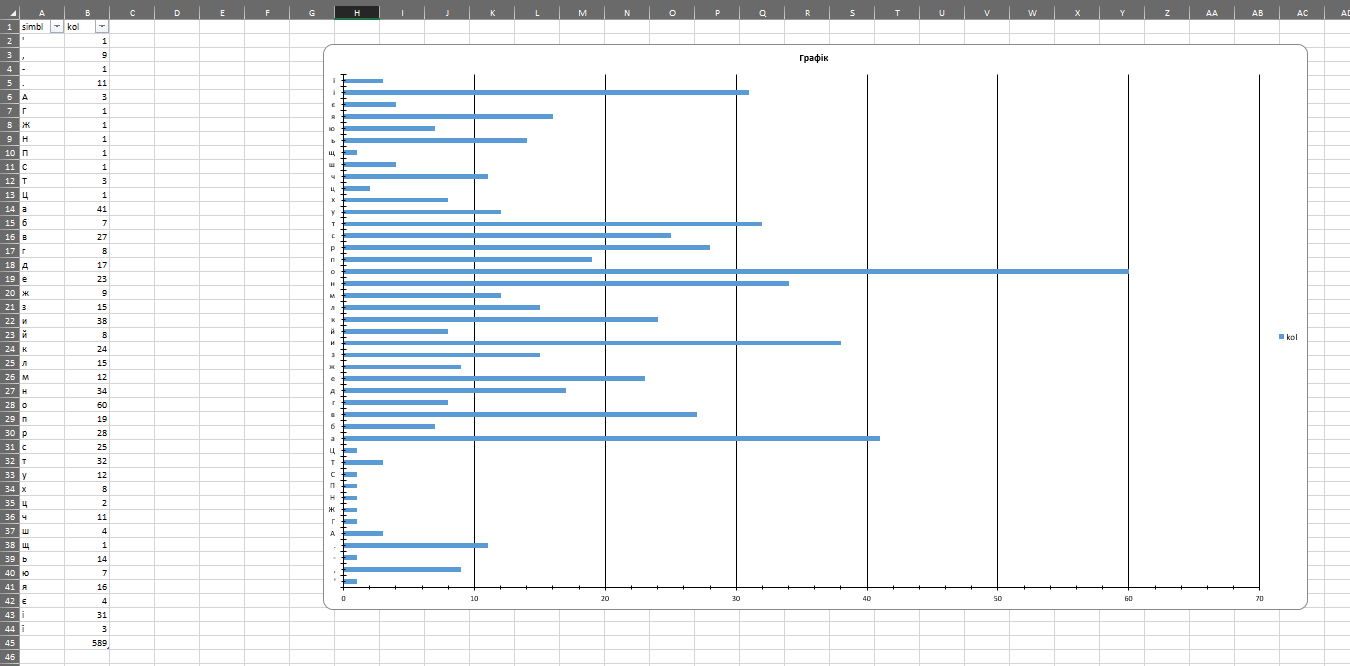 A B C D E F G H I J K L M N O P Q R S T U V W X Y Z AA AB AC AD
1 simbl kol
2 ' 1
3 , 9
4 - 1
5 . 11
6 А 3
7 Г 1
8 Ж 1
9 Н 1
10 П 1
11 С 1
12 Т 3
13 Ц 1
14 а 41
15 б 7
16 в 27
17 г 8
18 д 17
19 е 23
20 ж 9
21 з 15
22 и 38
23 й 8
24 к 24
25 л 15
26 м 12
27 н 34
28 о 60
29 п 19
30 р 28
31 с 25
32 т 32
33 у 12
34 х 8
35 ц 2
36 ч 11
37 ш 4
38 щ 1
39 ь 14
40 ю 7
41 я 16
42 є 4
43 і 31
44 ї 3
45 589
46
Графік
ї
і
є
я
ю
ь
щ
ш
ч
ц
х
у
т
с
р
п
о
н
м
л
к
й
и
з
ж
е
д
г
в
б
а
Ц
Т
С
П
Н
Ж
Г
А
.
-
,
'
0 10 20 30 40 50 60 70
kol